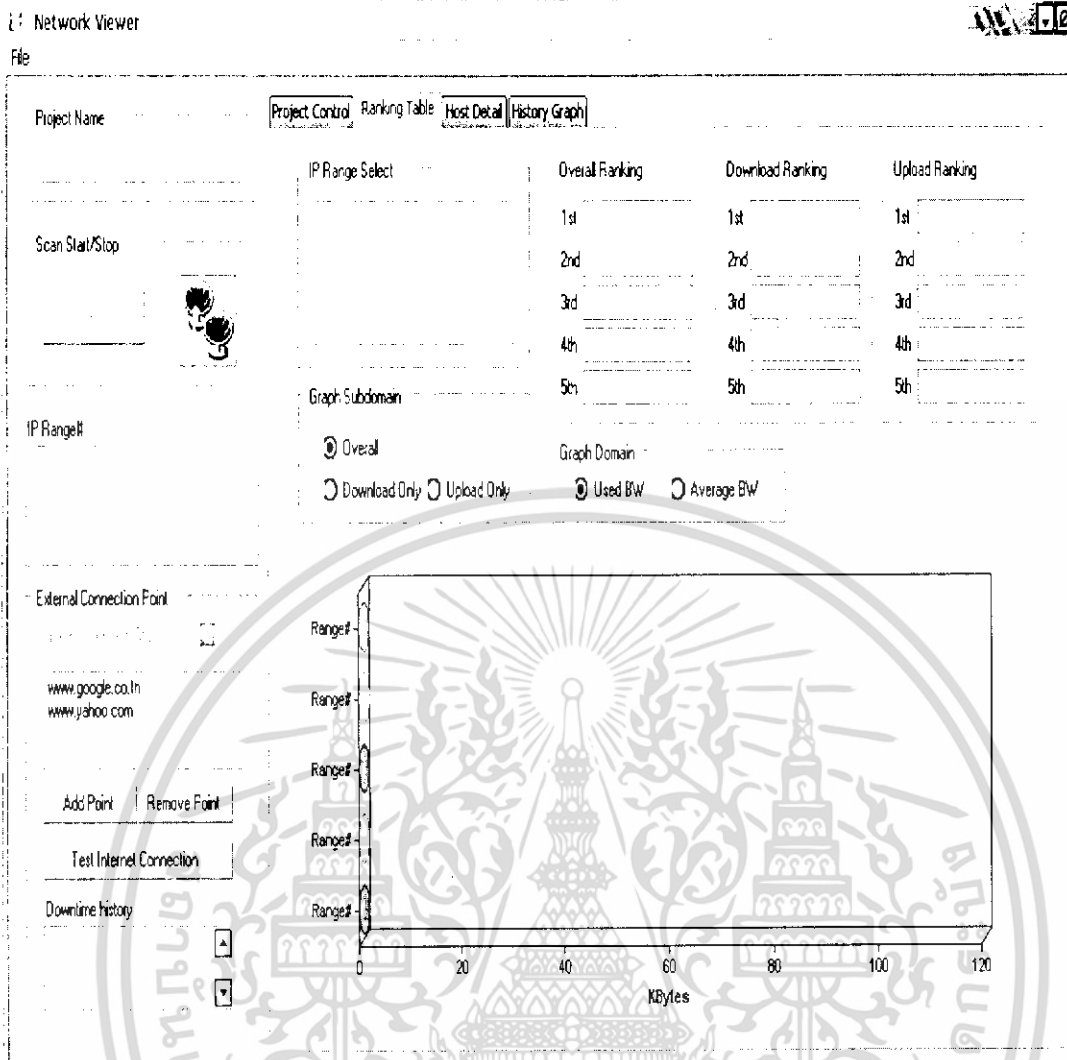 Network Viewer
File
Project Name
Project Control Ranking Table Host Detail History Graph
IP Range Select
Overall Ranking
Download Ranking
Upload Ranking
1st
1st
1st
2nd
2nd
2nd
3rd
3rd
3rd
4th
4th
4th
5th
5th
5th
Scan Start/Stop
IP Range#
Graph Subdomain
Overall
Download Only Upload Only
Graph Domain
Used BW Average BW
External Connection Point
www.google.co.th
www.yahoo.com
Add Point Remove Point
Test Internet Connection
Downtime history
Range#
Range#
Range#
Range#
Range#
0 20 40 60 80 100 120
KBytes